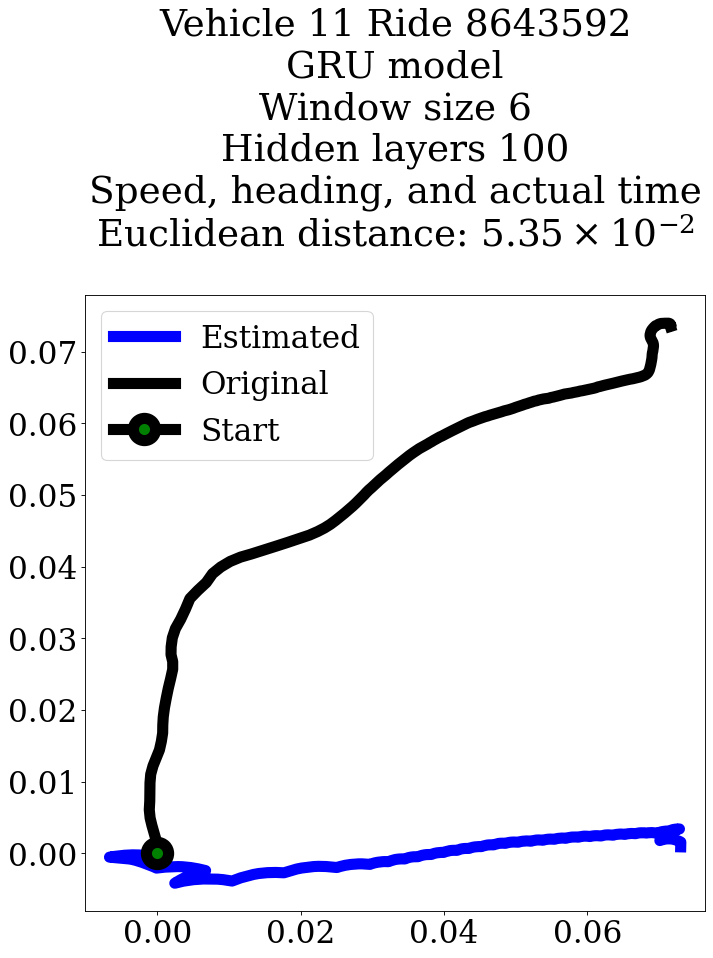 Vehicle 11 Ride 8643592
GRU model
Window size 6
Hidden layers 100
Speed, heading, and actual time
Euclidean distance: 5.35 × 10⁻²
Estimated
Original
Start
0.07
0.06
0.05
0.04
0.03
0.02
0.01
0.00
0.00 0.02 0.04 0.06